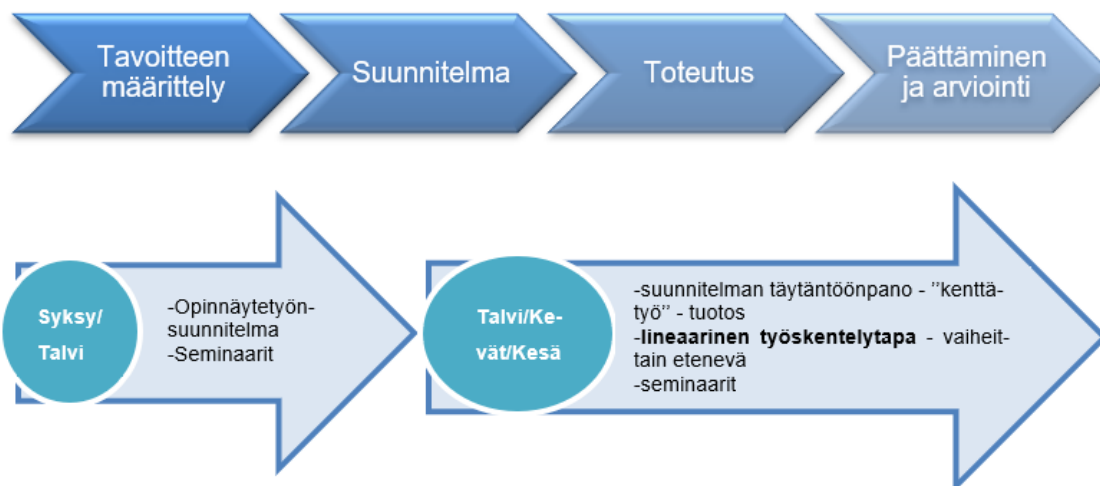 Tavoitteen
määrittely
Suunnitelma
Toteutus
Päättäminen
ja arviointi
Syksy/
Talvi
-Opinnäytetyön-
suunnitelma
-Seminaarit
Talvi/Ke-
vät/Kesä
-suunnitelman täytäntöönpano - ”kenttä-
työ” - tuotos
-lineaarinen työskentelytapa - vaiheit-
tain etenevä
-seminaarit